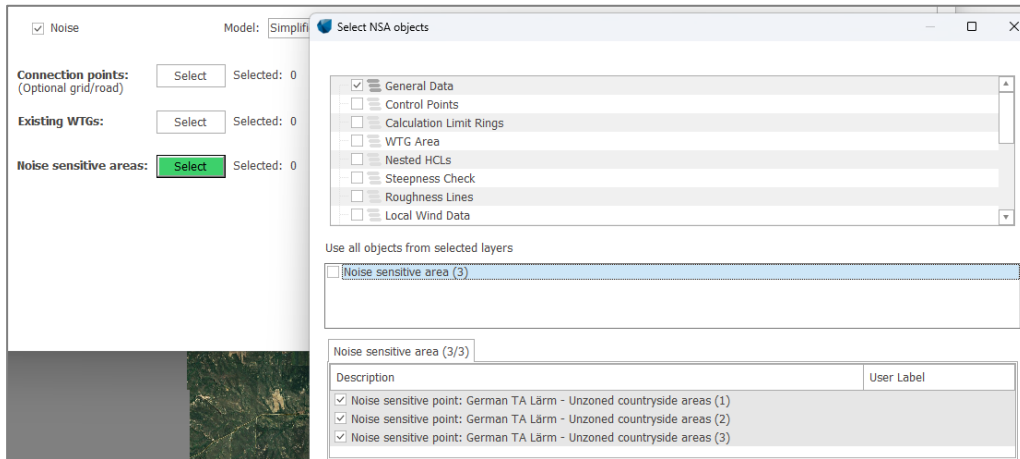 Noise
Model: Simplifi
Connection points:
(Optional grid/road)
Select
Selected: 0
Existing WTGs:
Select
Selected: 0
Noise sensitive areas:
Select
Selected: 0
Select NSA objects
General Data
Control Points
Calculation Limit Rings
WTG Area
Nested HCLs
Steepness Check
Roughness Lines
Local Wind Data
Use all objects from selected layers
Noise sensitive area (3)
Noise sensitive area (3/3)
Description
User Label
Noise sensitive point: German TA Lärm - Unzoned countryside areas (1)
Noise sensitive point: German TA Lärm - Unzoned countryside areas (2)
Noise sensitive point: German TA Lärm - Unzoned countryside areas (3)